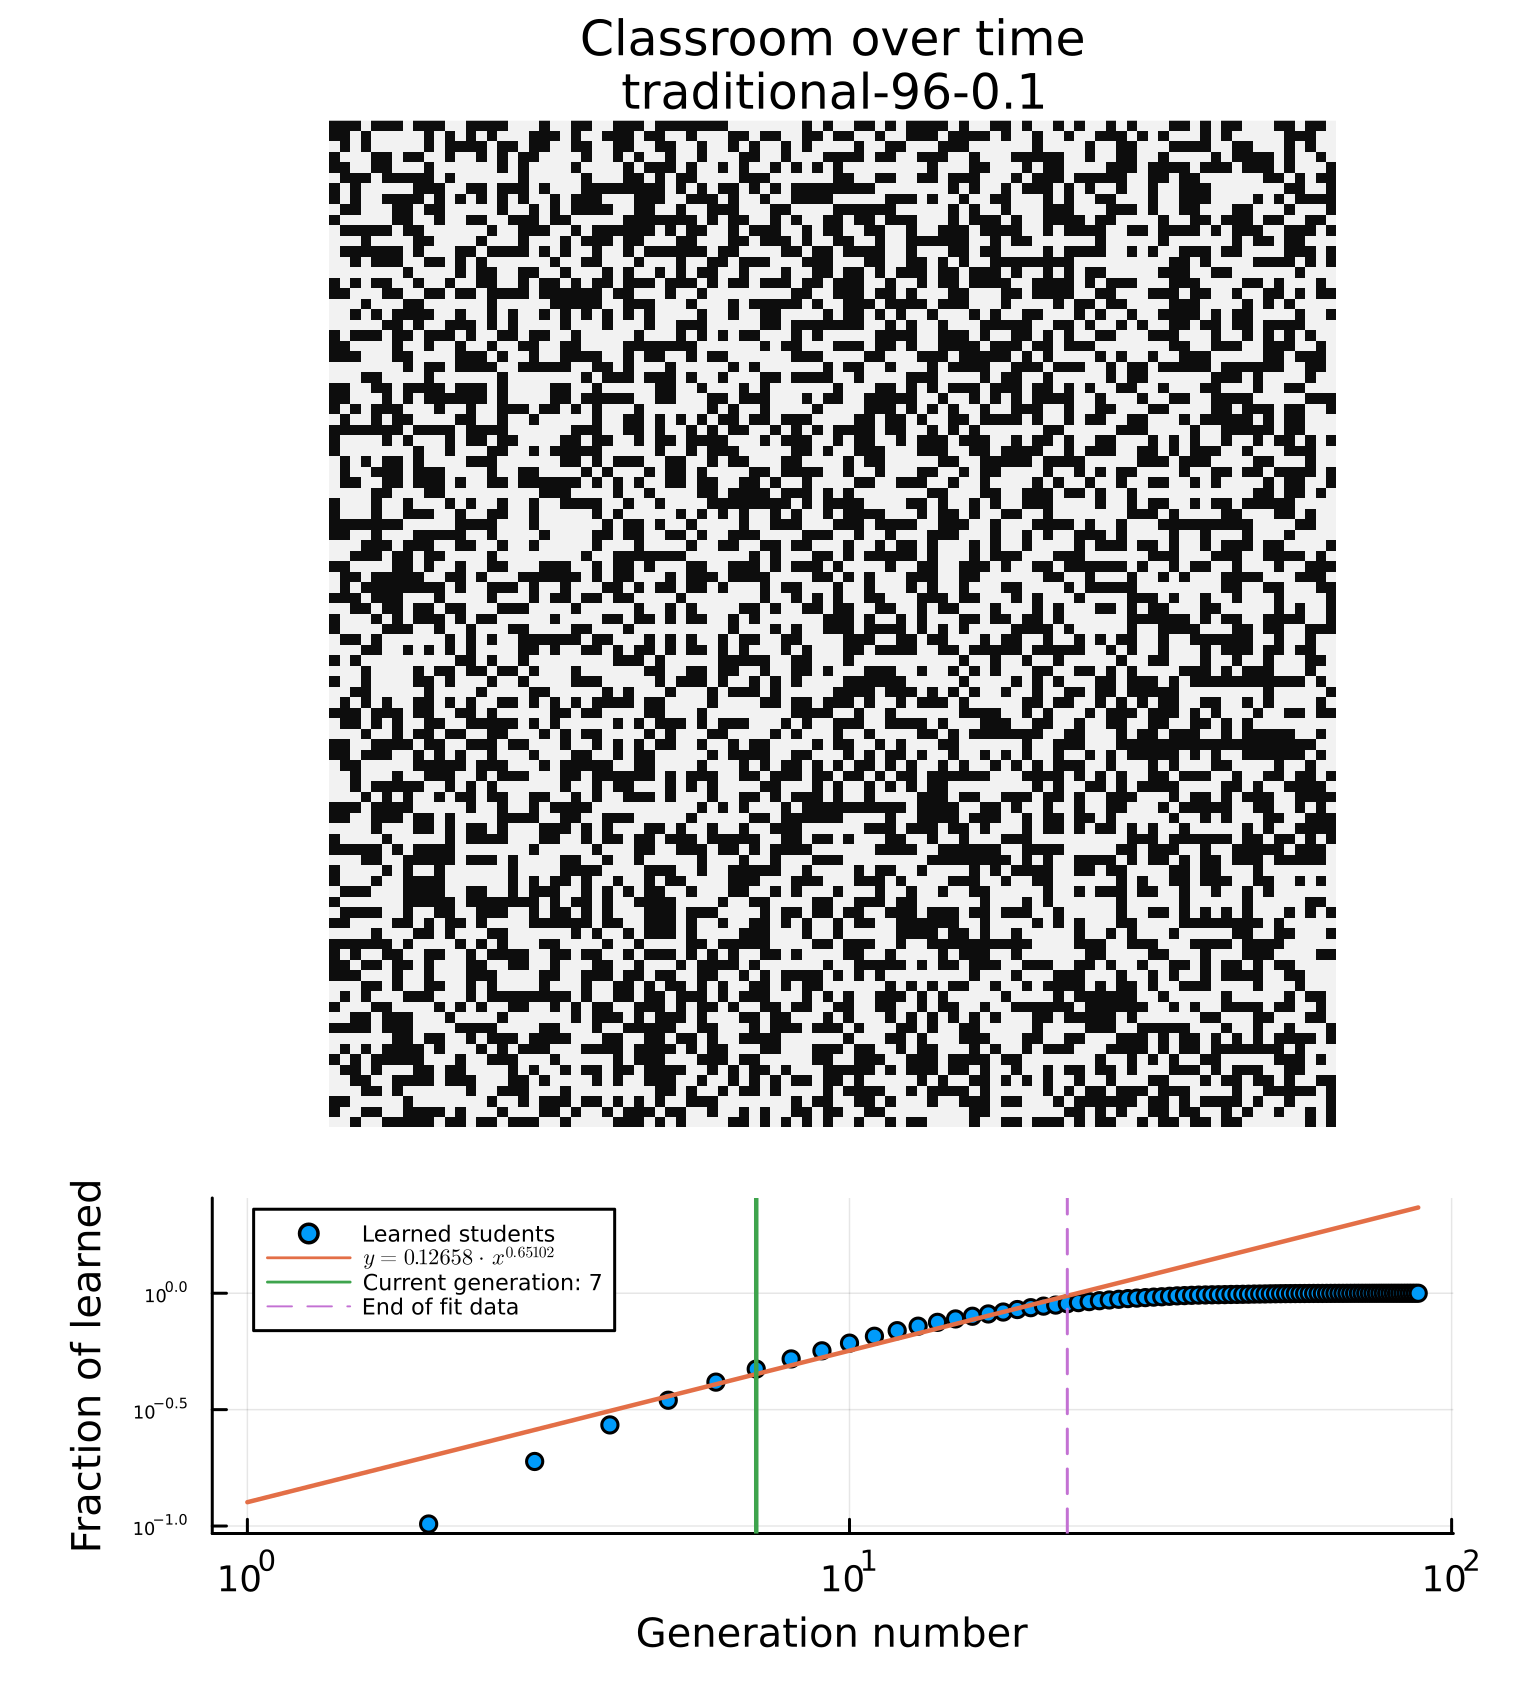 Classroom over time
traditional-96-0.1
Fraction of learned
Learned students
y = 0.12658 · x^0.65102
Current generation: 7
End of fit data
10^0.0
10^−0.5
10^−1.0
10^0
10^1
10^2
Generation number